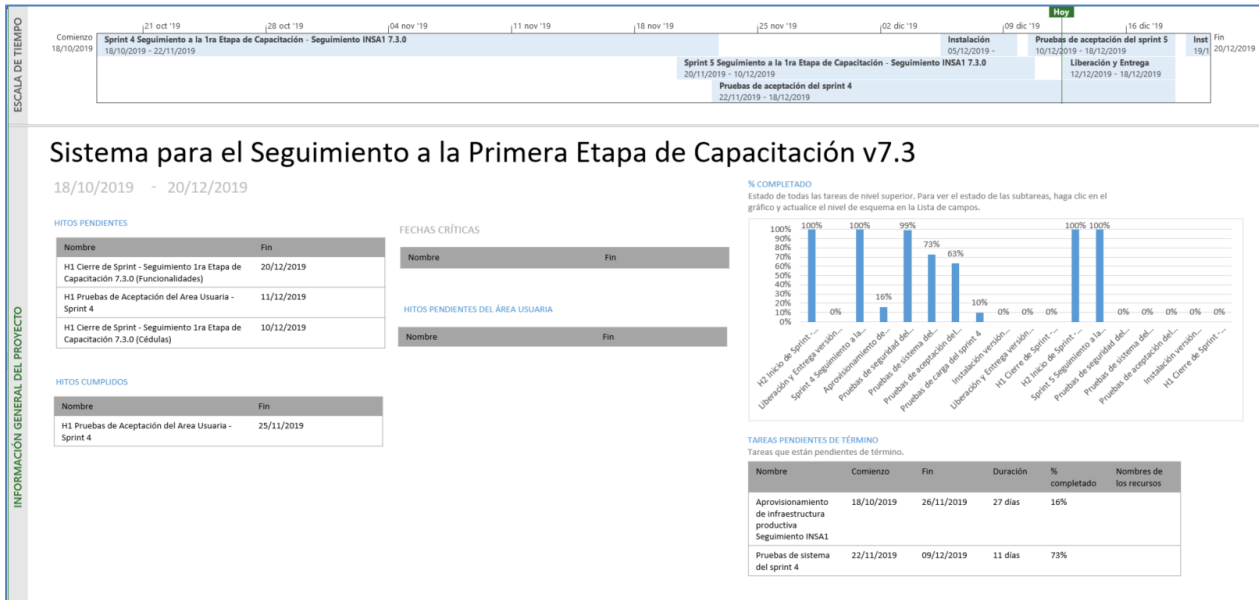 ESCALA DE TIEMPO
Hoy
21 oct '19
28 oct '19
04 nov '19
11 nov '19
18 nov '19
25 nov '19
02 dic '19
09 dic '19
16 dic '19
Comienzo
18/10/2019
Sprint 4 Seguimiento a la 1ra Etapa de Capacitación - Seguimiento INSA1 7.3.0
18/10/2019 - 22/11/2019
Instalación
05/12/2019 -
Pruebas de aceptación del sprint 5
10/12/2019 - 18/12/2019
Inst
19/1
Fin
20/12/2019
Sprint 5 Seguimiento a la 1ra Etapa de Capacitación - Seguimiento INSA1 7.3.0
20/11/2019 - 10/12/2019
Liberación y Entrega
12/12/2019 - 18/12/2019
Pruebas de aceptación del sprint 4
22/11/2019 - 18/12/2019
INFORMACIÓN GENERAL DEL PROYECTO
Sistema para el Seguimiento a la Primera Etapa de Capacitación v7.3
18/10/2019 - 20/12/2019
HITOS PENDIENTES
Nombre Fin
H1 Cierre de Sprint - Seguimiento 1ra Etapa de 20/12/2019
Capacitación 7.3.0 (Funcionalidades)
H1 Pruebas de Aceptación del Area Usuaria - 11/12/2019
Sprint 4
H1 Cierre de Sprint - Seguimiento 1ra Etapa de 10/12/2019
Capacitación 7.3.0 (Cédulas)
HITOS CUMPLIDOS
Nombre Fin
H1 Pruebas de Aceptación del Area Usuaria - 25/11/2019
Sprint 4
FECHAS CRÍTICAS
Nombre Fin
HITOS PENDIENTES DEL ÁREA USUARIA
Nombre Fin
% COMPLETADO
Estado de todas las tareas de nivel superior. Para ver el estado de las subtareas, haga clic en el
gráfico y actualice el nivel de esquema en la Lista de campos.
100%
90%
80%
70%
60%
50%
40%
30%
20%
10%
0%
100% 0% 100% 16% 99% 73% 63% 10% 0% 0% 0% 100% 100% 0% 0% 0% 0% 0%
H2 Inicio de Sprint -...
Liberación y Entrega versión...
Sprint 4 Seguimiento a la...
Aprovisionamiento de...
Pruebas de seguridad del...
Pruebas de sistema del...
Pruebas de aceptación del...
Pruebas de carga del sprint 4
Instalación versión...
Liberación y Entrega versión...
H1 Cierre de Sprint -...
H2 Inicio de Sprint -...
Sprint 5 Seguimiento a la...
Pruebas de seguridad del...
Pruebas de sistema del...
Pruebas de aceptación del...
Instalación versión...
H1 Cierre de Sprint -...
TAREAS PENDIENTES DE TÉRMINO
Tareas que están pendientes de término.
Nombre Comienzo Fin Duración % Nombres de
completado los recursos
Aprovisionamiento 18/10/2019 26/11/2019 27 días 16%
de infraestructura
productiva
Seguimiento INSA1
Pruebas de sistema 22/11/2019 09/12/2019 11 días 73%
del sprint 4